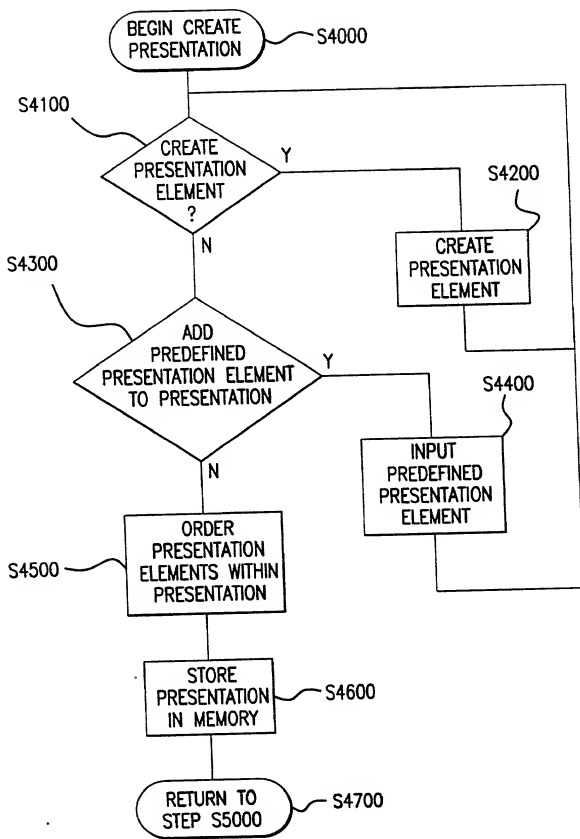 BEGIN CREATE
PRESENTATION
S4000
S4100
CREATE
PRESENTATION
ELEMENT
?
Y
N
S4200
CREATE
PRESENTATION
ELEMENT
S4300
ADD
PREDEFINED
PRESENTATION ELEMENT
TO PRESENTATION
Y
N
S4400
INPUT
PREDEFINED
PRESENTATION
ELEMENT
S4500
ORDER
PRESENTATION
ELEMENTS WITHIN
PRESENTATION
STORE
PRESENTATION
IN MEMORY
S4600
RETURN TO
STEP S5000
S4700